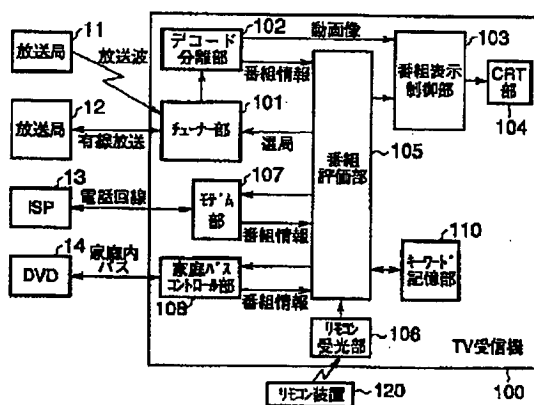 11
放送局
放送波
12
放送局
有線放送
13
ISP
電話回線
14
DVD
家庭内
バス
102
デコード
分離部
動画像
番組情報
101
チューナー部
選局
107
モデム
部
番組情報
家庭バス
コントロール部
108
番組情報
番組
評価部
105
103
番組表示
制御部
CRT
部
104
110
キーワード
記憶部
リモコン
受光部
106
TV受信機
100
リモコン装置
120